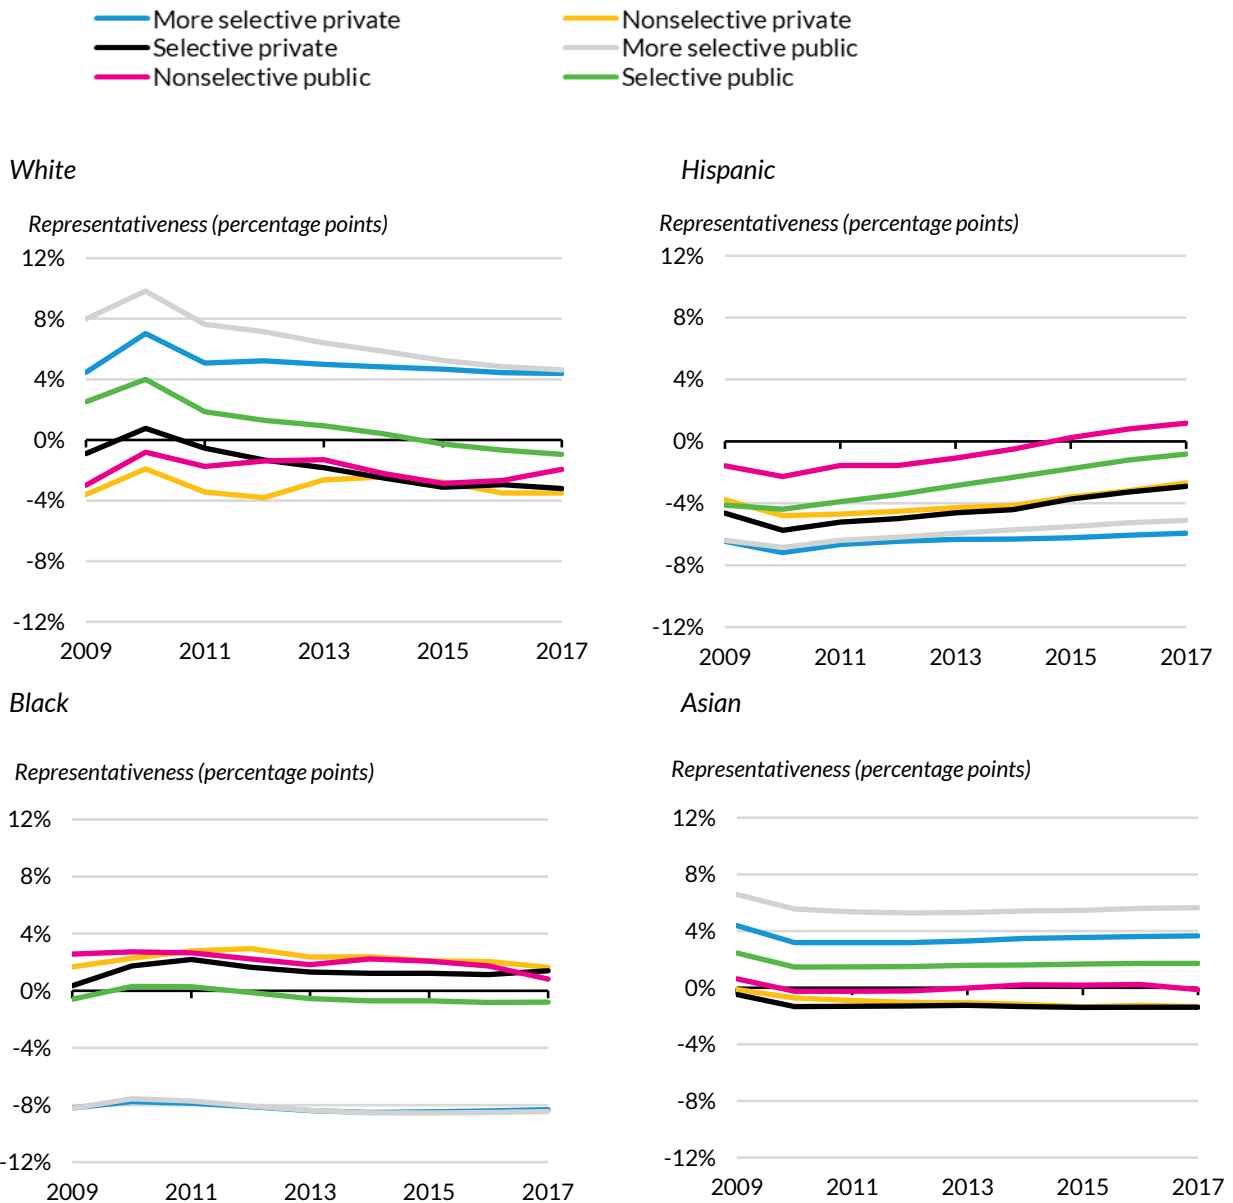 More selective private
Nonselective private
Selective private
More selective public
Nonselective public
Selective public
White
Representativeness (percentage points)
12%
8%
4%
0%
-4%
-8%
-12%
2009 2011 2013 2015 2017
Hispanic
Representativeness (percentage points)
12%
8%
4%
0%
-4%
-8%
-12%
2009 2011 2013 2015 2017
Black
Representativeness (percentage points)
12%
8%
4%
0%
-4%
-8%
-12%
2009 2011 2013 2015 2017
Asian
Representativeness (percentage points)
12%
8%
4%
0%
-4%
-8%
-12%
2009 2011 2013 2015 2017